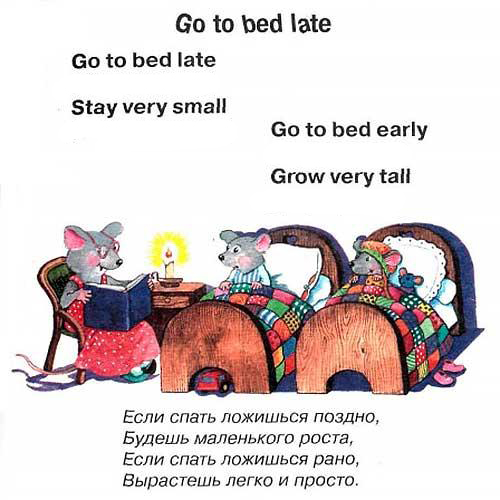 Go to bed late
Go to bed late
Stay very small
Go to bed early
Grow very tall
Если спать ложишься поздно,
Будешь маленького роста,
Если спать ложишься рано,
Вырастешь легко и просто.